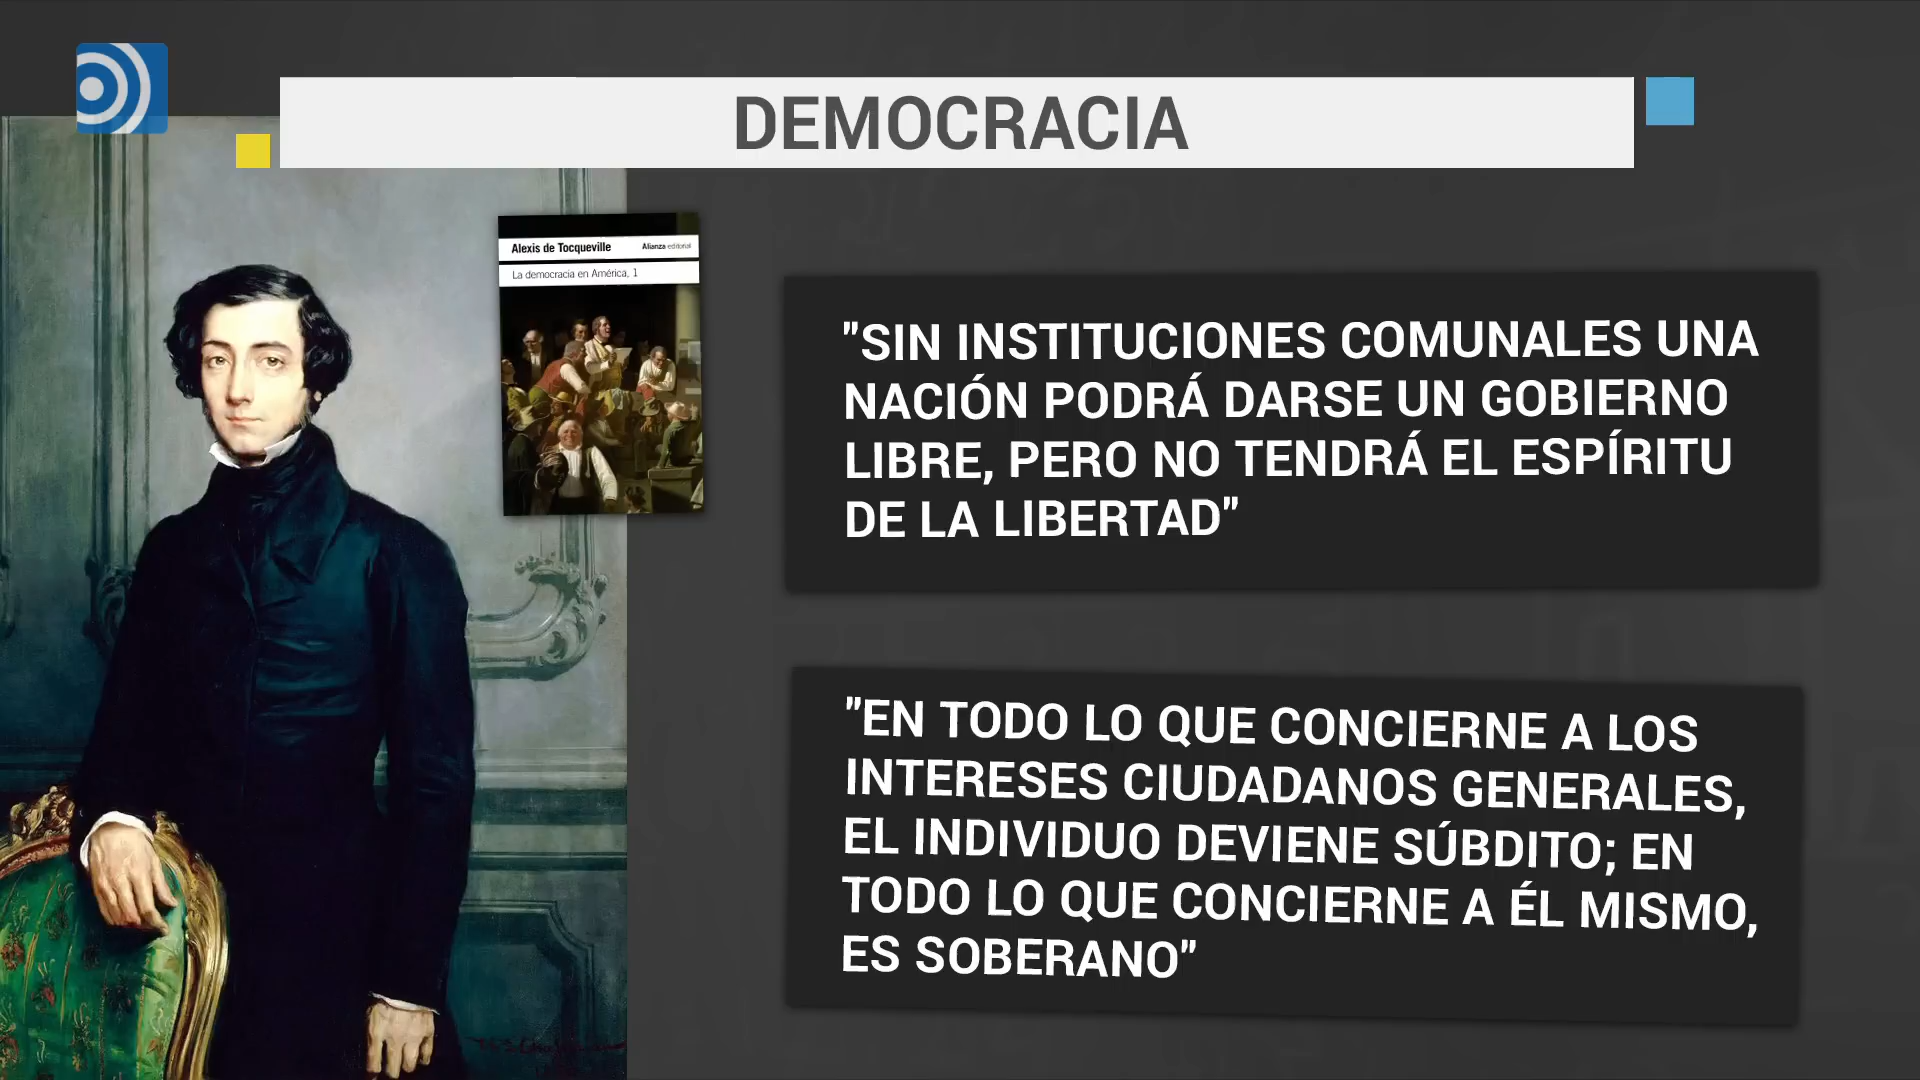 DEMOCRACIA
Alexis de Tocqueville
Alianza editorial
La democracia en América, 1
"SIN INSTITUCIONES COMUNALES UNA
NACIÓN PODRÁ DARSE UN GOBIERNO
LIBRE, PERO NO TENDRÁ EL ESPÍRITU
DE LA LIBERTAD"
"EN TODO LO QUE CONCIERNE A LOS
INTERESES CIUDADANOS GENERALES,
EL INDIVIDUO DEVIENE SÚBDITO; EN
TODO LO QUE CONCIERNE A ÉL MISMO,
ES SOBERANO"